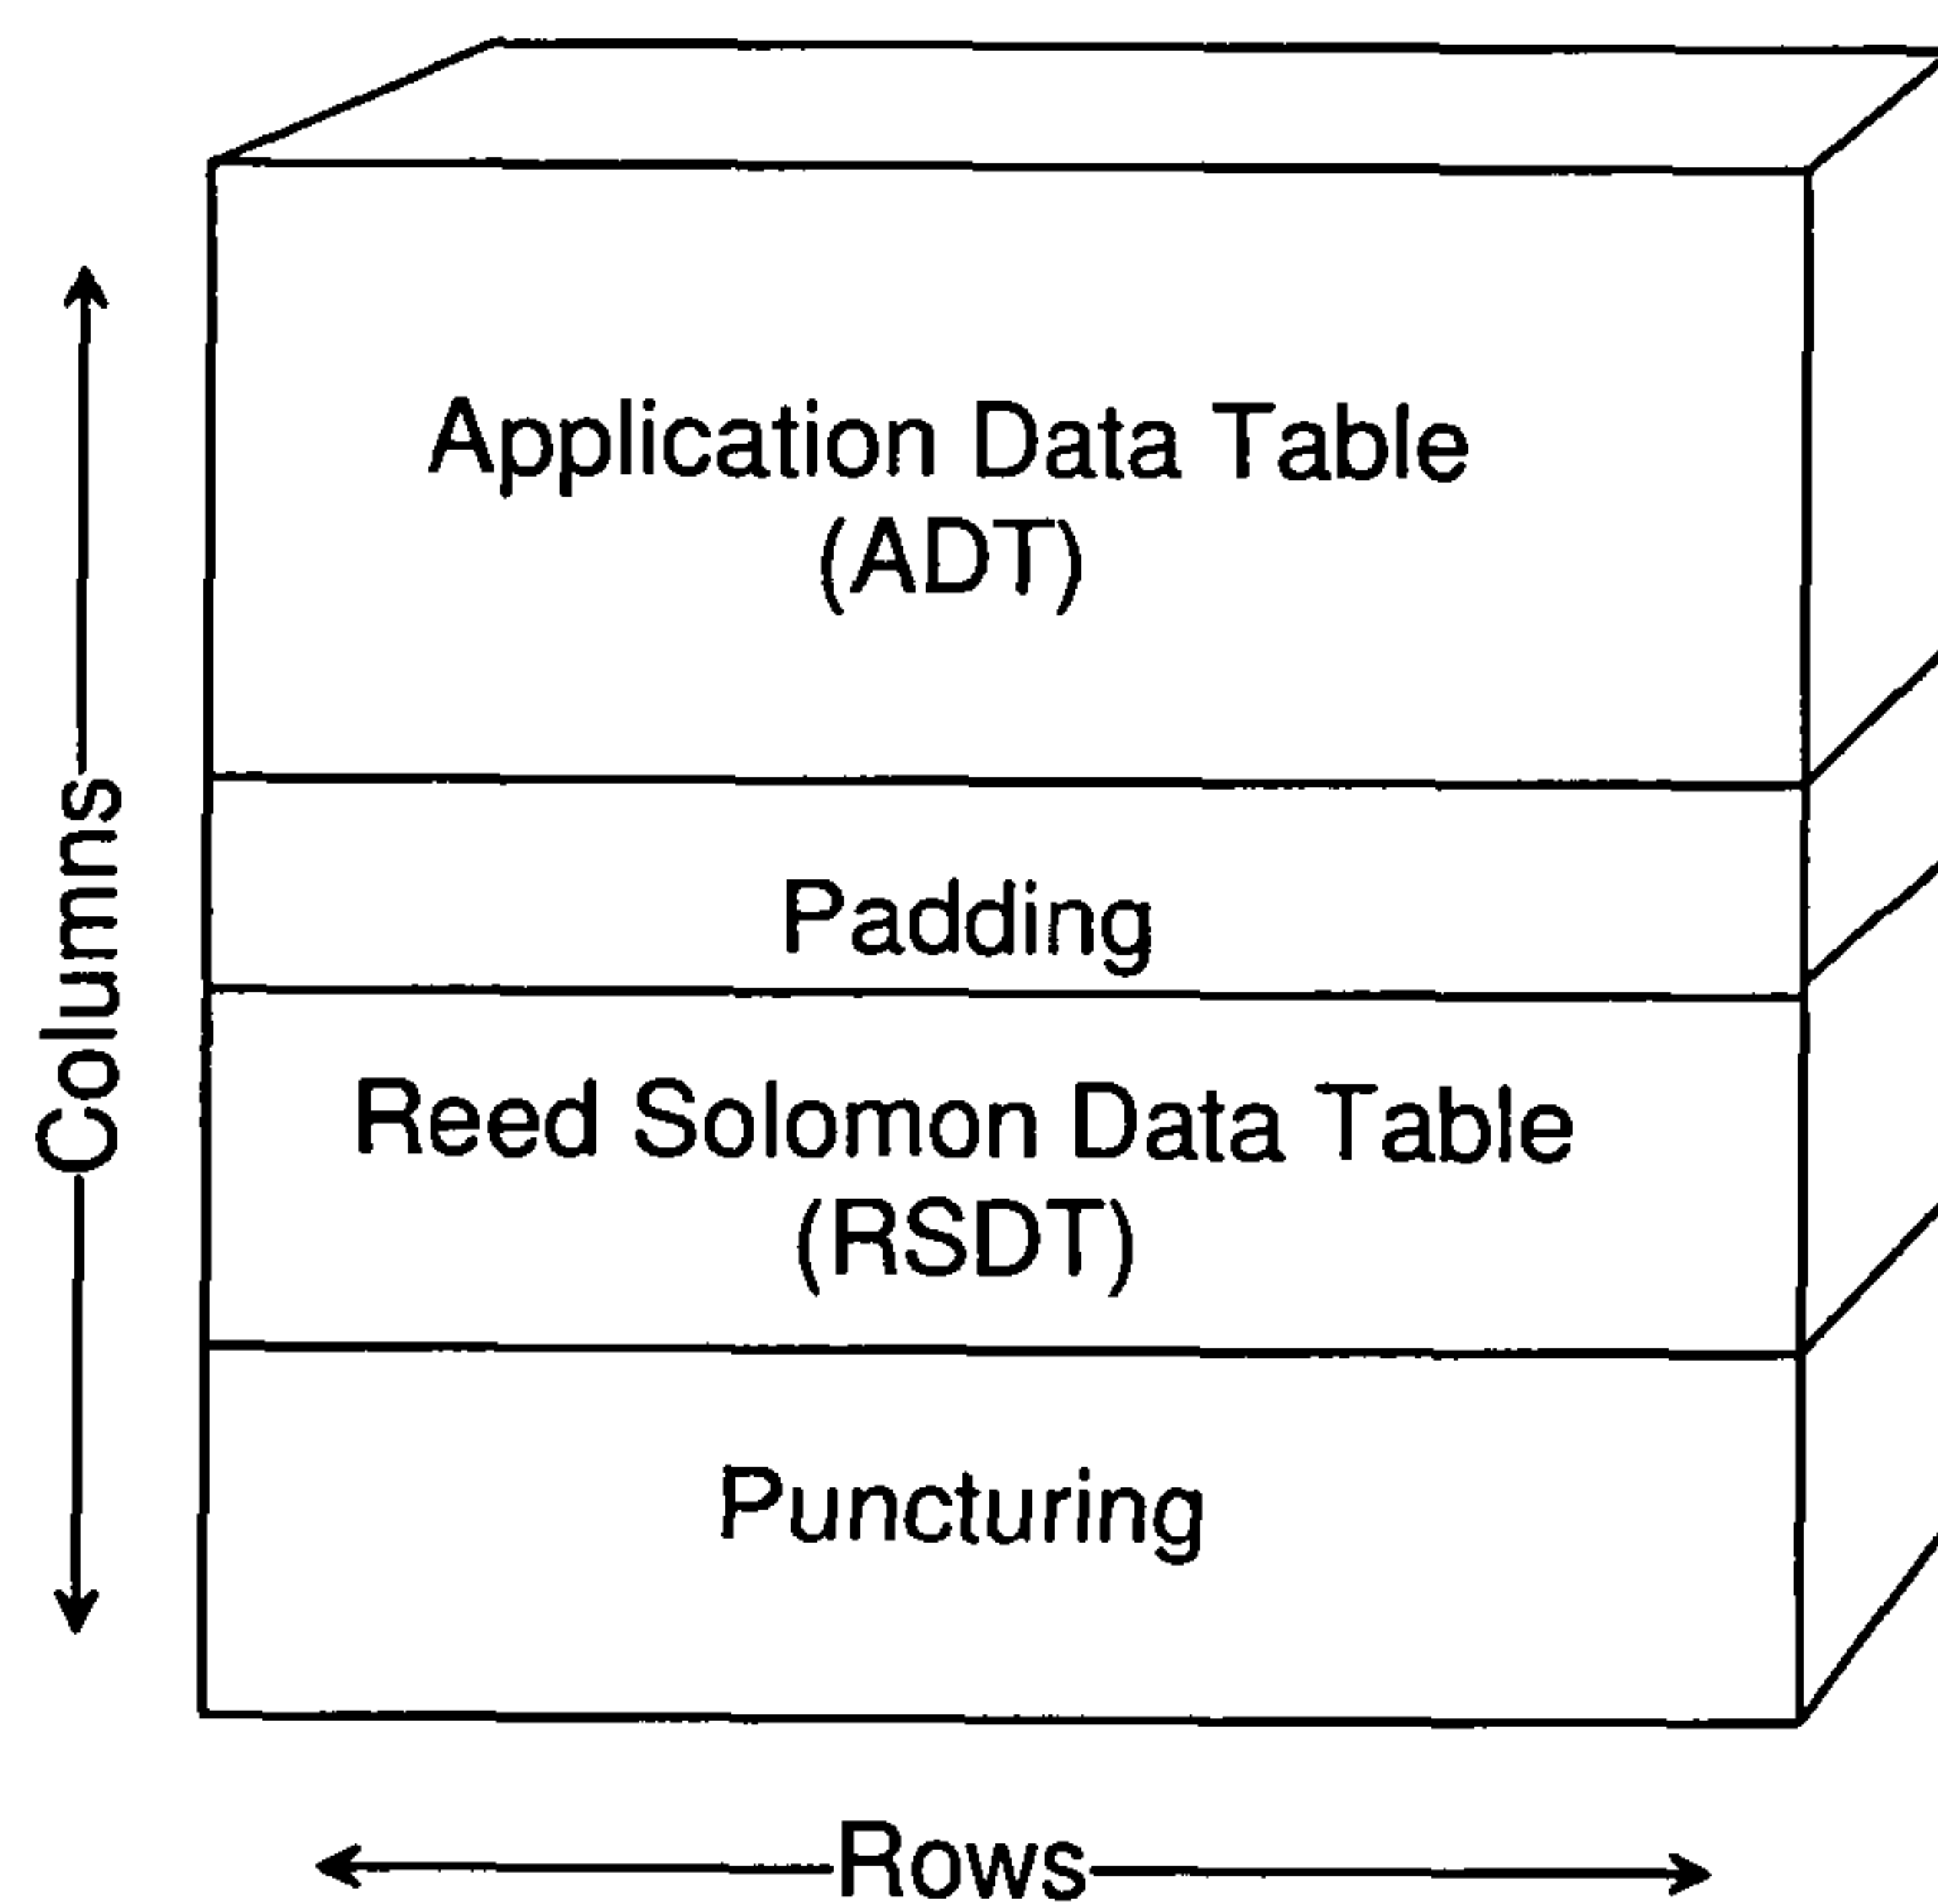 Application Data Table
(ADT)
Padding
Reed Solomon Data Table
(RSDT)
Puncturing
Columns
Rows